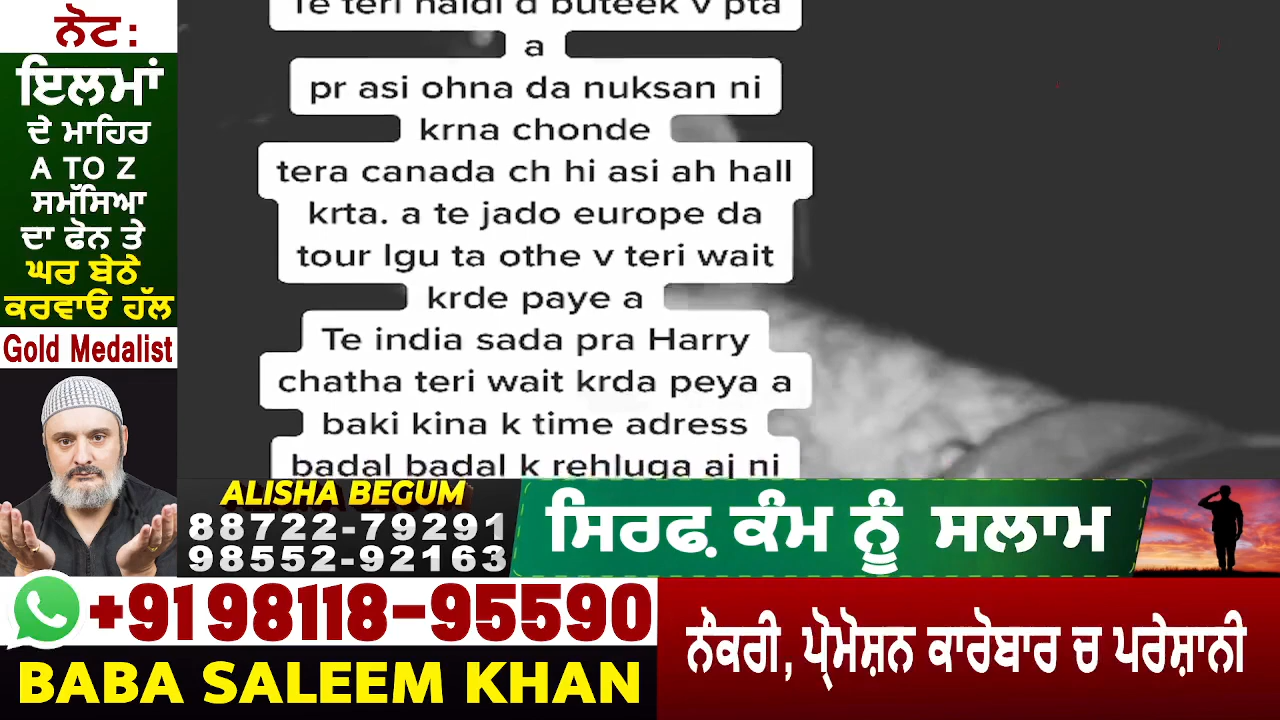 ਨੋਟ:
ਇਲਮਾਂ
ਦੇ ਮਾਹਿਰ
A TO Z
ਸਮੱਸਿਆ
ਦਾ ਫੋਨ ਤੇ
ਘਰ ਬੇਠੇ
ਕਰਵਾਓ ਹੱਲ
Gold Medalist
Te teri haldi d buteek v pta
a
pr asi ohna da nuksan ni
krna chonde
tera canada ch hi asi ah hall
krta. a te jado europe da
tour lgu ta othe v teri wait
krde paye a
Te india sada pra Harry
chatha teri wait krda peya a
baki kina k time adress
badal badal k rehluga aj ni
ALISHA BEGUM
88722-79291
98552-92163
ਸਿਰਫ਼ ਕੰਮ ਨੂੰ ਸਲਾਮ
+91 98118-95590
BABA SALEEM KHAN
ਨੌਕਰੀ, ਪ੍ਰੋਮੋਸ਼ਨ ਕਾਰੋਬਾਰ ਚ ਪਰੇਸ਼ਾਨੀ